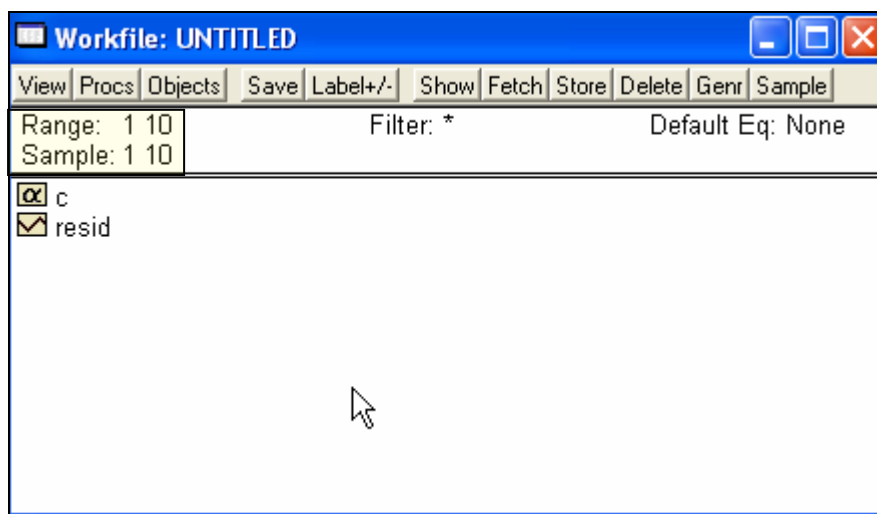 Workfile: UNTITLED
View Procs Objects Save Label+/- Show Fetch Store Delete Genr Sample
Range: 1 10 Filter: * Default Eq: None
Sample: 1 10
α c
resid